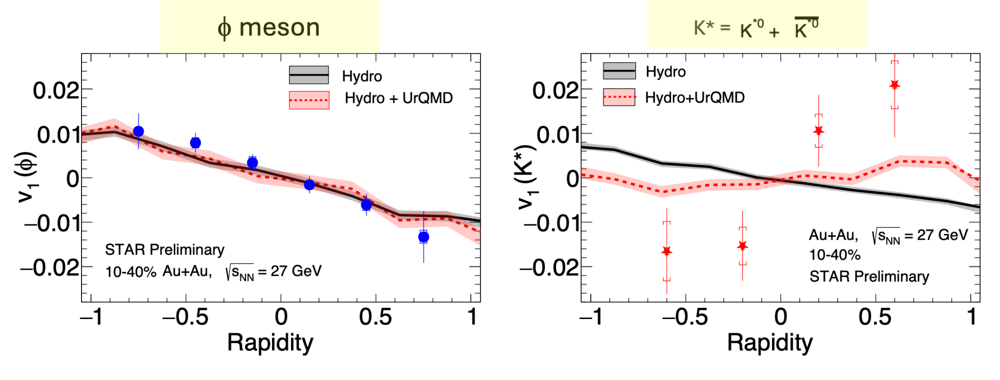 ϕ meson
Hydro
Hydro + UrQMD
0.02
0.01
0
−0.01
−0.02
v1 (ϕ)
STAR Preliminary
10-40% Au+Au, √sNN = 27 GeV
−1 −0.5 0 0.5 1
Rapidity
K* = K*0 + K̅*0
Hydro
Hydro+UrQMD
0.02
0.01
0
−0.01
−0.02
v1 (K*)
Au+Au, √sNN = 27 GeV
10-40%
STAR Preliminary
−1 −0.5 0 0.5 1
Rapidity